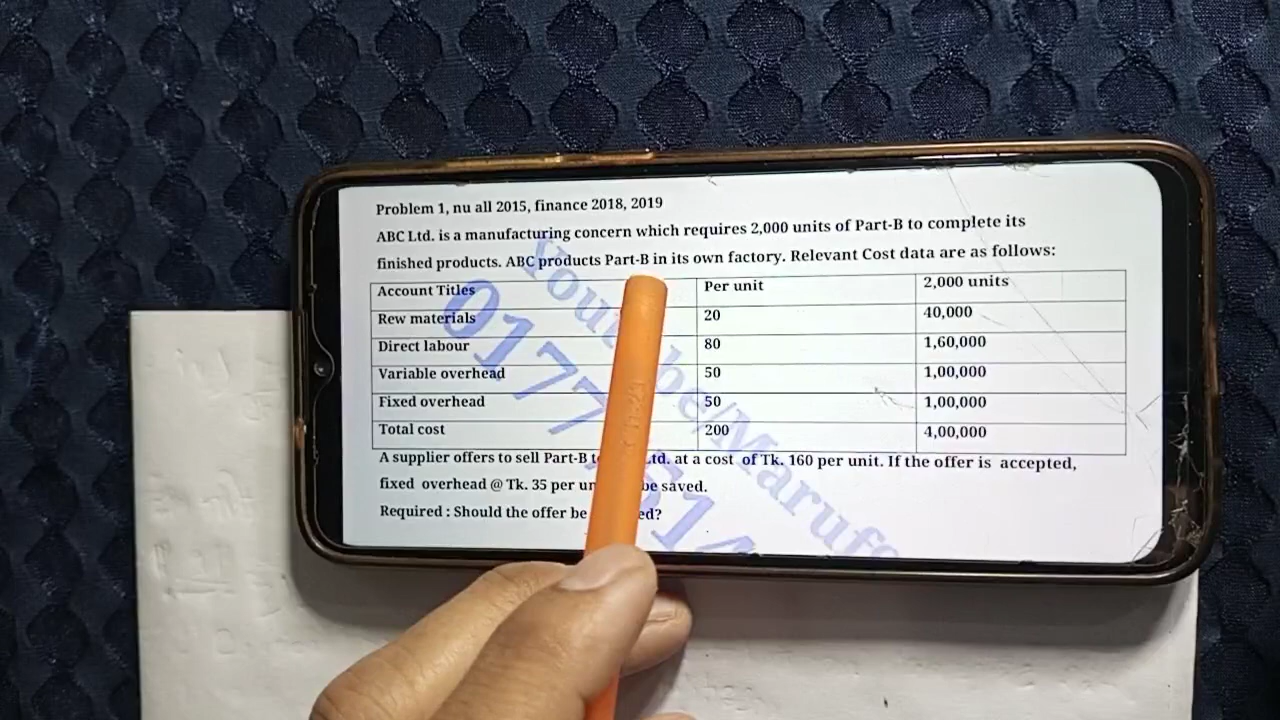 Problem 1, nu all 2015, finance 2018, 2019
ABC Ltd. is a manufacturing concern which requires 2,000 units of Part-B to complete its
finished products. ABC products Part-B in its own factory. Relevant Cost data are as follows:
Account Titles Per unit 2,000 units
Rew materials 20 40,000
Direct labour 80 1,60,000
Variable overhead 50 1,00,000
Fixed overhead 50 1,00,000
Total cost 200 4,00,000
A supplier offers to sell Part-B Ltd. at a cost of Tk. 160 per unit. If the offer is accepted,
fixed overhead @ Tk. 35 per be saved.
Required : Should the offer be